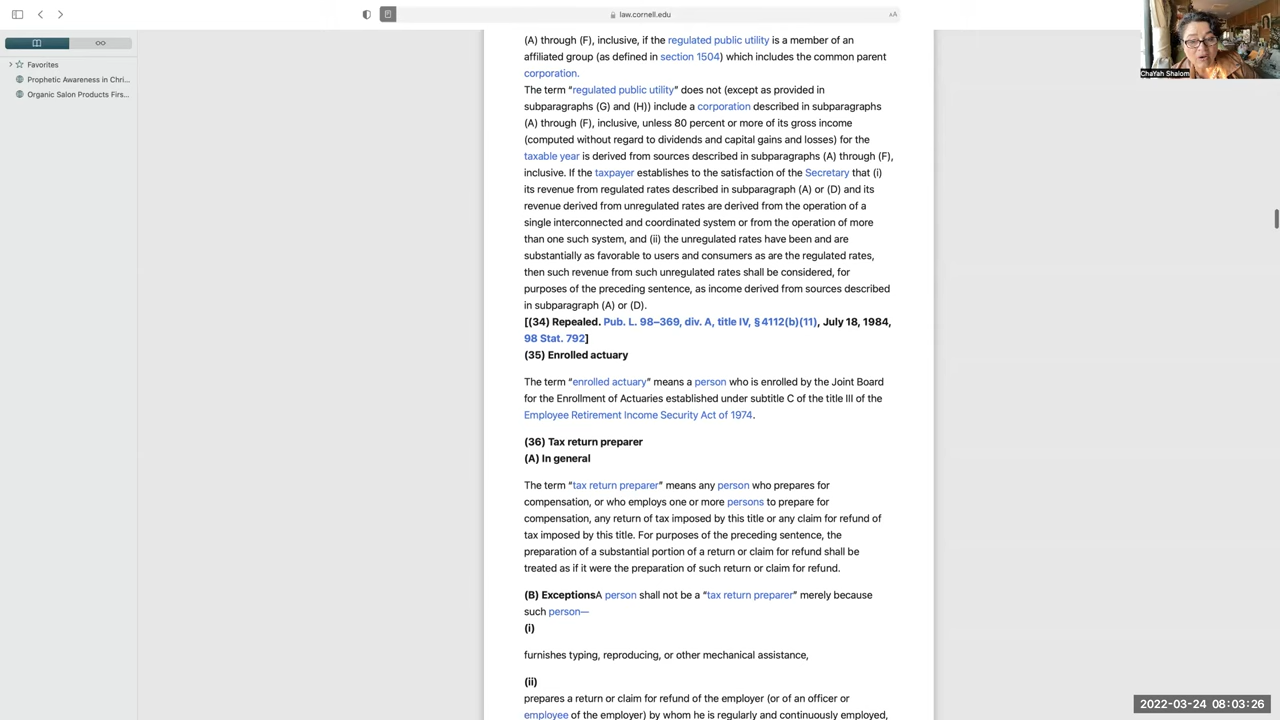 law.cornell.edu
AA
Favorites
Prophetic Awareness in Chri...
Organic Salon Products Firs...
ChaYah Shalom
(A) through (F), inclusive, if the regulated public utility is a member of an
affiliated group (as defined in section 1504) which includes the common parent
corporation.
The term “regulated public utility” does not (except as provided in
subparagraphs (G) and (H)) include a corporation described in subparagraphs
(A) through (F), inclusive, unless 80 percent or more of its gross income
(computed without regard to dividends and capital gains and losses) for the
taxable year is derived from sources described in subparagraphs (A) through (F),
inclusive. If the taxpayer establishes to the satisfaction of the Secretary that (i)
its revenue from regulated rates described in subparagraph (A) or (D) and its
revenue derived from unregulated rates are derived from the operation of a
single interconnected and coordinated system or from the operation of more
than one such system, and (ii) the unregulated rates have been and are
substantially as favorable to users and consumers as are the regulated rates,
then such revenue from such unregulated rates shall be considered, for
purposes of the preceding sentence, as income derived from sources described
in subparagraph (A) or (D).
[(34) Repealed. Pub. L. 98–369, div. A, title IV, § 4112(b)(11), July 18, 1984,
98 Stat. 792]
(35) Enrolled actuary
The term “enrolled actuary” means a person who is enrolled by the Joint Board
for the Enrollment of Actuaries established under subtitle C of the title III of the
Employee Retirement Income Security Act of 1974.
(36) Tax return preparer
(A) In general
The term “tax return preparer” means any person who prepares for
compensation, or who employs one or more persons to prepare for
compensation, any return of tax imposed by this title or any claim for refund of
tax imposed by this title. For purposes of the preceding sentence, the
preparation of a substantial portion of a return or claim for refund shall be
treated as if it were the preparation of such return or claim for refund.
(B) ExceptionsA person shall not be a “tax return preparer” merely because
such person—
(i)
furnishes typing, reproducing, or other mechanical assistance,
(ii)
prepares a return or claim for refund of the employer (or of an officer or
employee of the employer) by whom he is regularly and continuously employed,
2022-03-24 08:03:26